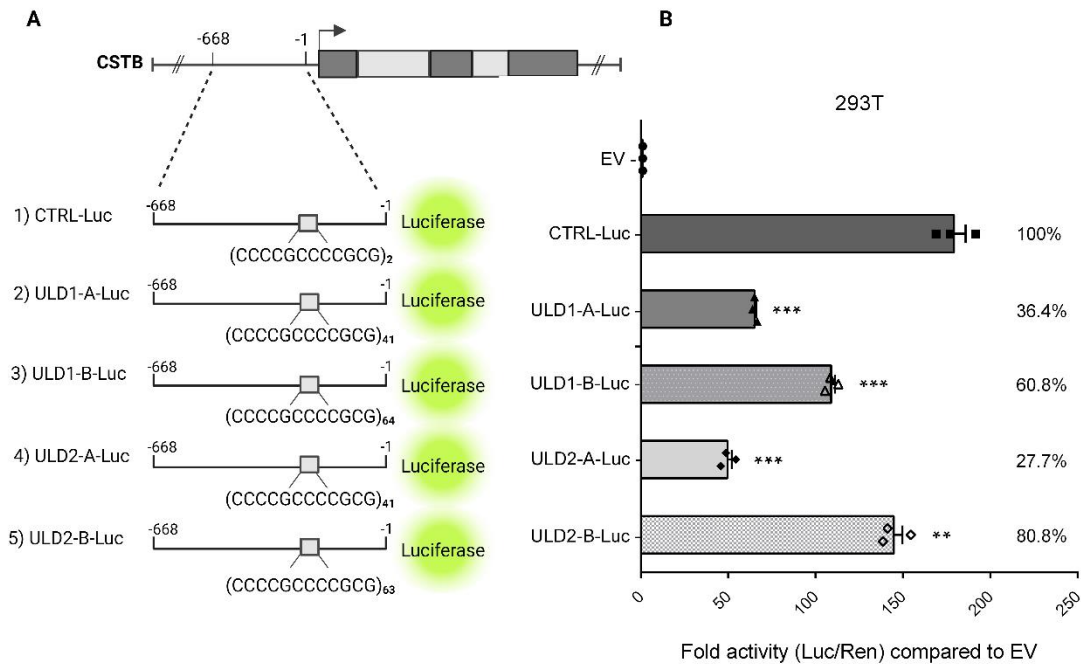 A
-668
-1
CSTB
1) CTRL-Luc
-668
-1
Luciferase
(CCCCGCCCCGCG)2
2) ULD1-A-Luc
-668
-1
Luciferase
(CCCCGCCCCGCG)41
3) ULD1-B-Luc
-668
-1
Luciferase
(CCCCGCCCCGCG)64
4) ULD2-A-Luc
-668
-1
Luciferase
(CCCCGCCCCGCG)41
5) ULD2-B-Luc
-668
-1
Luciferase
(CCCCGCCCCGCG)63
B
293T
EV
CTRL-Luc 100%
ULD1-A-Luc *** 36.4%
ULD1-B-Luc *** 60.8%
ULD2-A-Luc *** 27.7%
ULD2-B-Luc ** 80.8%
0 50 100 150 200 250
Fold activity (Luc/Ren) compared to EV